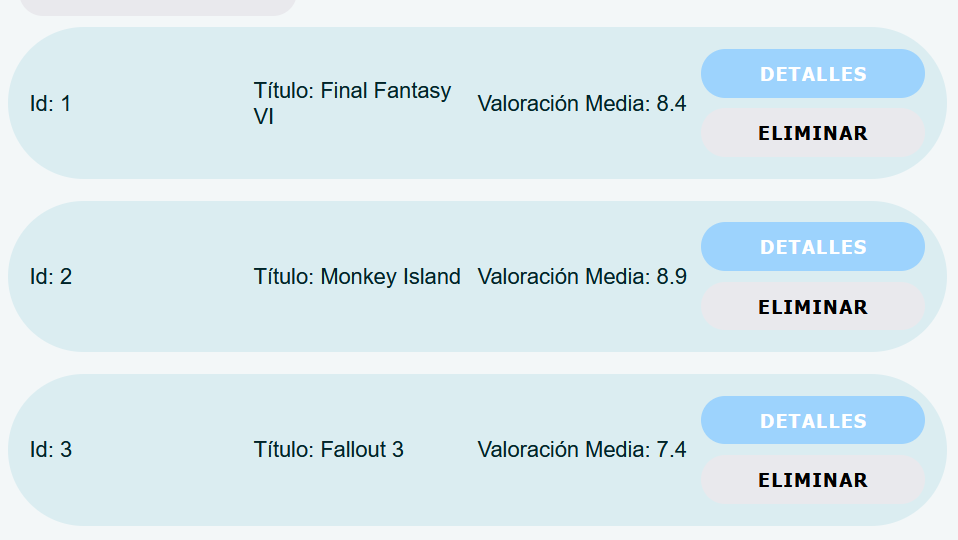 DETALLES
Id: 1
Título: Final Fantasy
VI
Valoración Media: 8.4
ELIMINAR
DETALLES
Id: 2
Título: Monkey Island
Valoración Media: 8.9
ELIMINAR
DETALLES
Id: 3
Título: Fallout 3
Valoración Media: 7.4
ELIMINAR